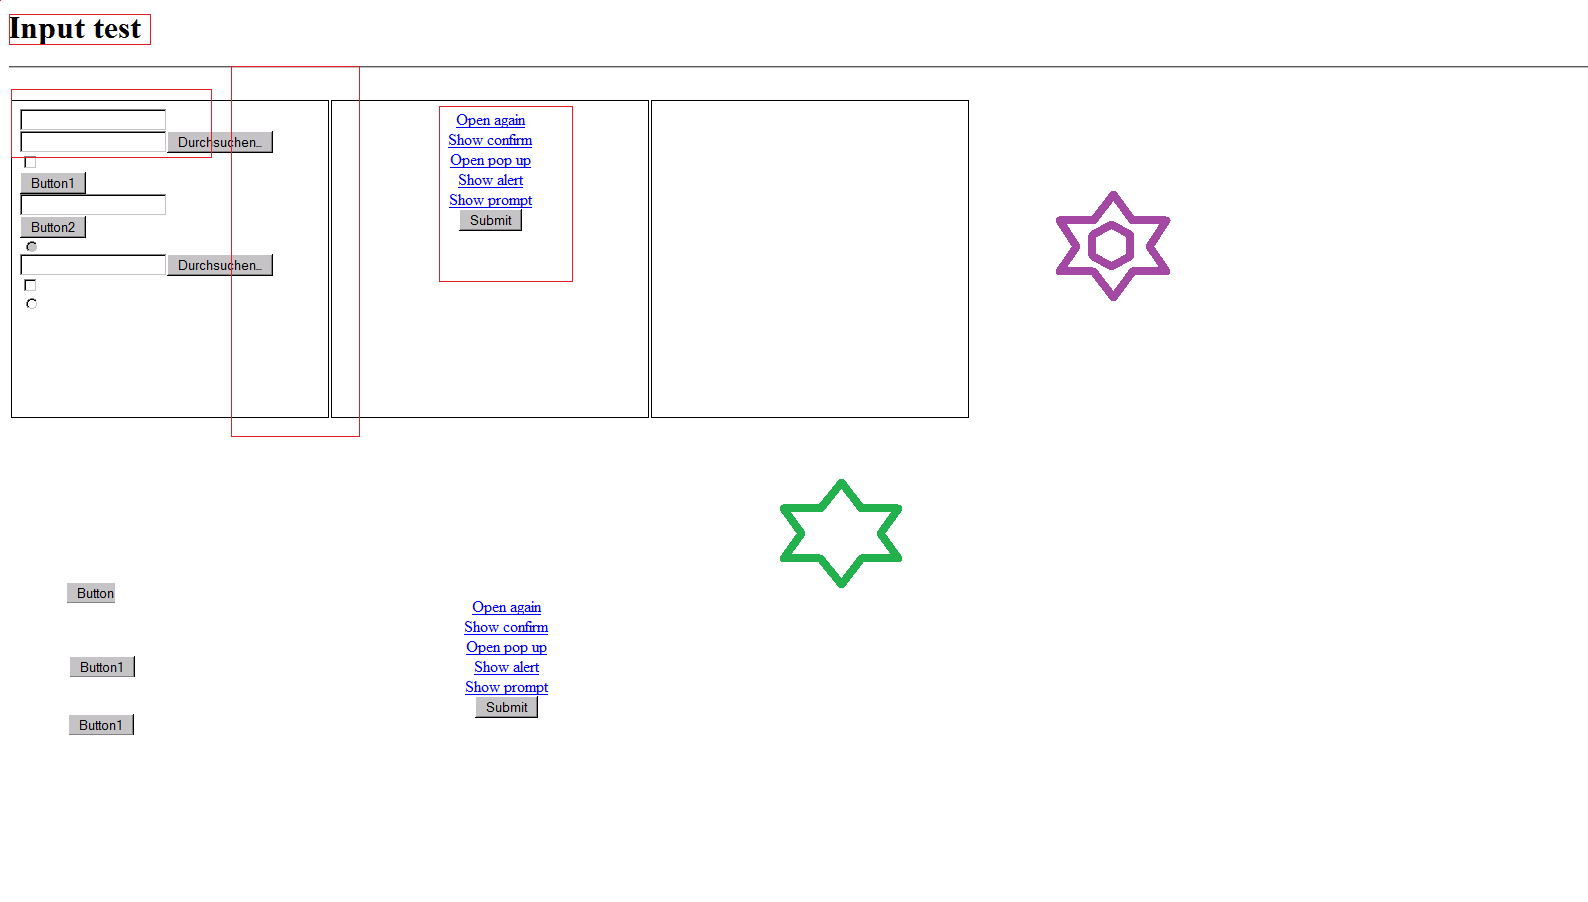 Input test
Durchsuchen...
Button1
Button2
Durchsuchen...
Open again
Show confirm
Open pop up
Show alert
Show prompt
Submit
Button
Button1
Button1
Open again
Show confirm
Open pop up
Show alert
Show prompt
Submit